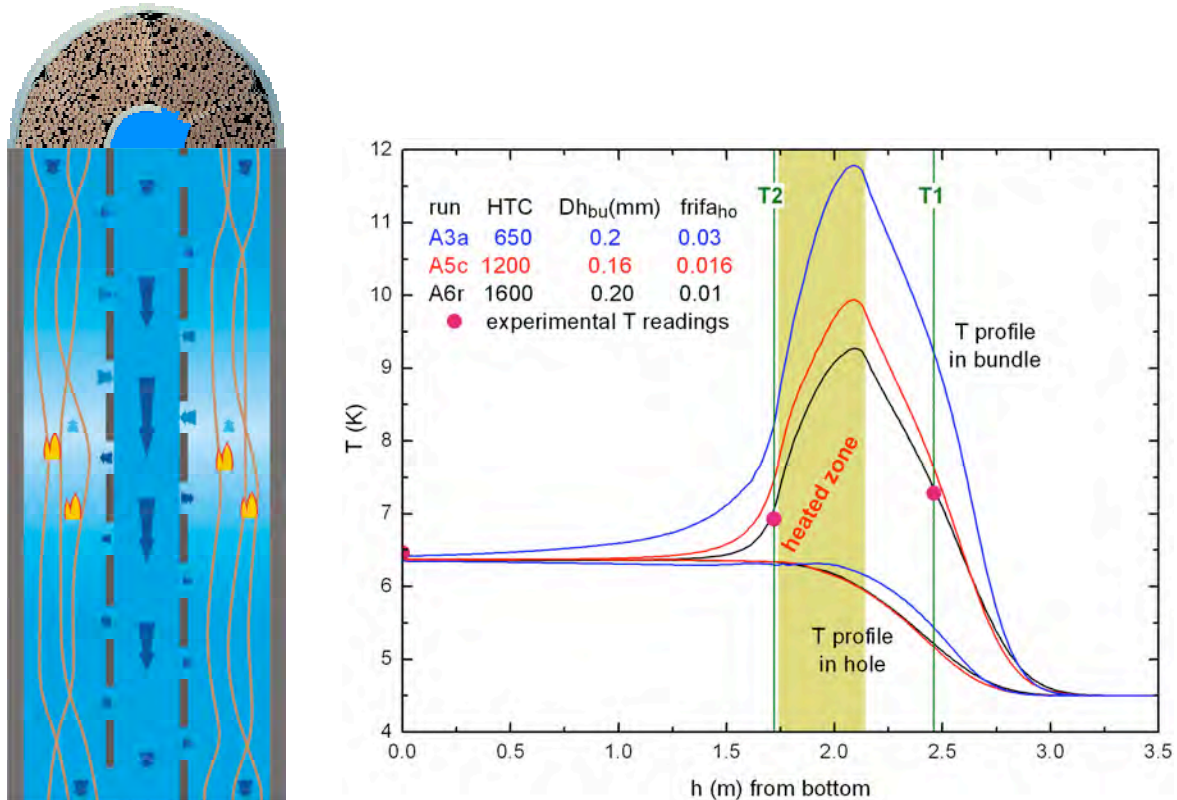 12
11
10
9
8
7
6
5
4
T (K)
T2
T1
run HTC Dh_bu(mm) frifa_ho
A3a 650 0.2 0.03
A5c 1200 0.16 0.016
A6r 1600 0.20 0.01
experimental T readings
T profile
in bundle
heated zone
T profile
in hole
0.0 0.5 1.0 1.5 2.0 2.5 3.0 3.5
h (m) from bottom